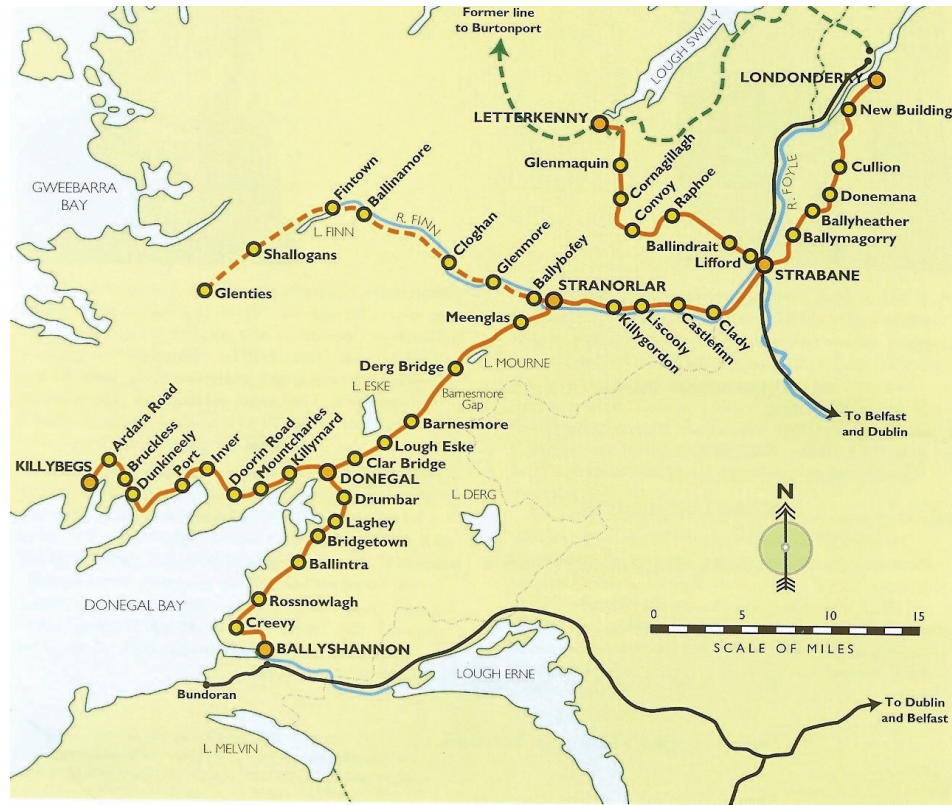 Former line
to Burtonport
LOUGH SWILLY
LONDONDERRY
New Building
LETTERKENNY
Glenmaquin
Cornagillagh
Convoy
Raphoe
Cullion
Donemana
Ballyheather
Ballymagorry
R. FOYLE
Ballindrait
Lifford
STRABANE
GWEEBARRA
BAY
Fintown
Ballinamore
L. FINN
R. FINN
Shallogans
Glenties
Cloghan
Glenmore
Ballybofey
STRANORLAR
Meenglas
Killygordon
Liscooly
Castlefinn
Clady
Derg Bridge
L. MOURNE
L. ESKE
Barnesmore
Gap
Barnesmore
To Belfast
and Dublin
Ardara Road
Bruckless
Dunkineely
Port
Inver
Doorin Road
Mountcharles
Killymard
Lough Eske
Clar Bridge
KILLYBEGS
DONEGAL
Drumbar
L. DERG
Laghey
Bridgetown
Ballintra
N
DONEGAL BAY
Rossnowlagh
Creevy
0 5 10 15
SCALE OF MILES
BALLYSHANNON
LOUGH ERNE
Bundoran
To Dublin
and Belfast
L. MELVIN